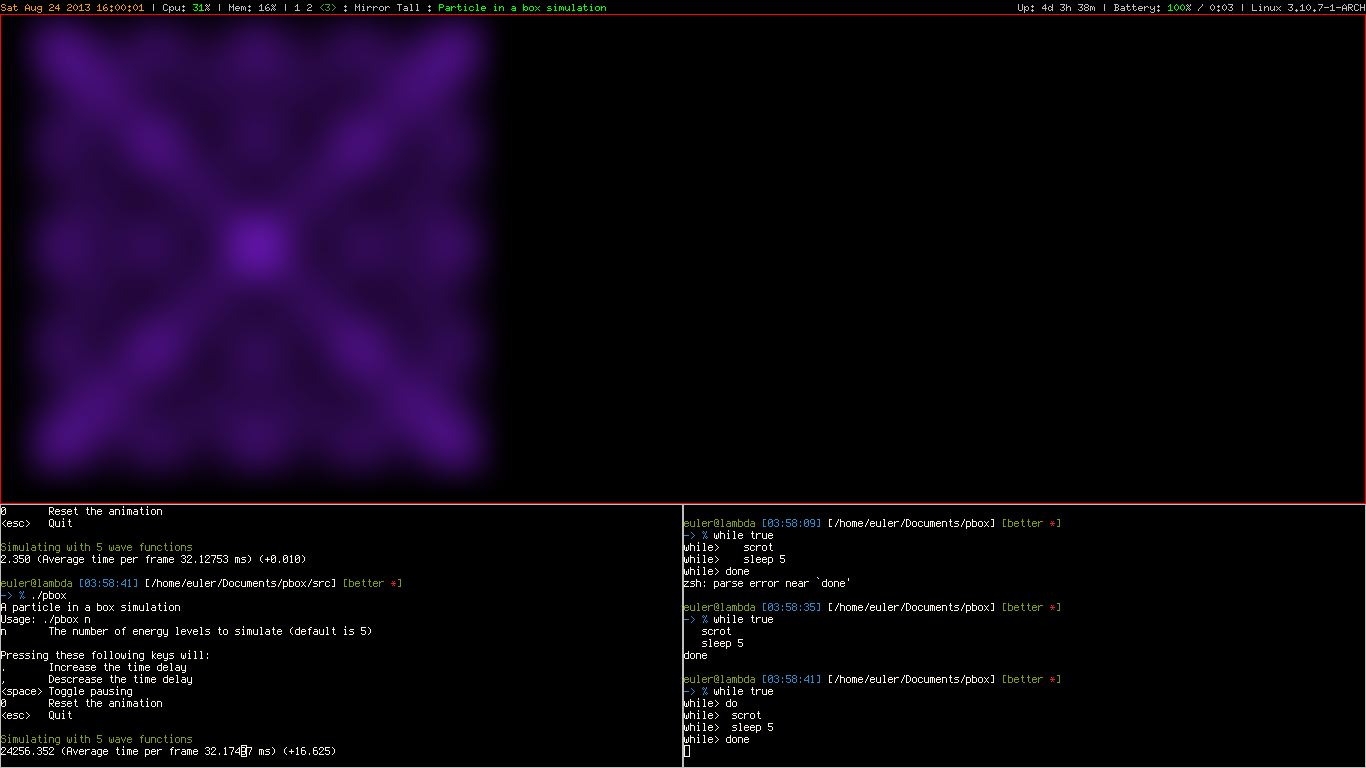 Sat Aug 24 2013 16:00:01 | Cpu: 31% | Mem: 16% | 1 2 <3> : Mirror Tall : Particle in a box simulation Up: 4d 3h 38m | Battery: 100% / 0:03 | Linux 3.10.7-1-ARCH
0 Reset the animation
<esc> Quit
Simulating with 5 wave functions
2.350 (Average time per frame 32.12753 ms) (+0.010)
euler@lambda [03:58:41] [/home/euler/Documents/pbox/src] [better *]
-> % ./pbox
A particle in a box simulation
Usage: ./pbox n
n The number of energy levels to simulate (default is 5)
Pressing these following keys will:
. Increase the time delay
, Descrease the time delay
<space> Toggle pausing
0 Reset the animation
<esc> Quit
Simulating with 5 wave functions
24256.352 (Average time per frame ms) (+16.625)
euler@lambda [03:58:09] [/home/euler/Documents/pbox] [better *]
-> % while true
while> scrot
while> sleep 5
while> done
zsh: parse error near `done'
euler@lambda [03:58:35] [/home/euler/Documents/pbox] [better *]
-> % while true
scrot
sleep 5
done
euler@lambda [03:58:41] [/home/euler/Documents/pbox] [better *]
-> % while true
while> do
while> scrot
while> sleep 5
while> done